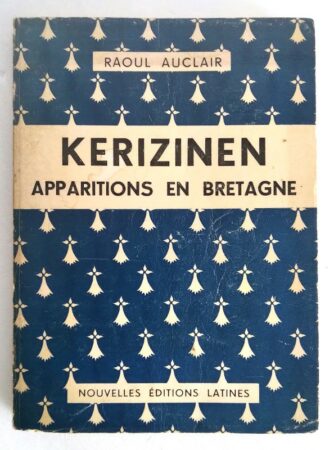 RAOUL AUCLAIR
KERIZINEN
APPARITIONS EN BRETAGNE
NOUVELLES ÉDITIONS LATINES